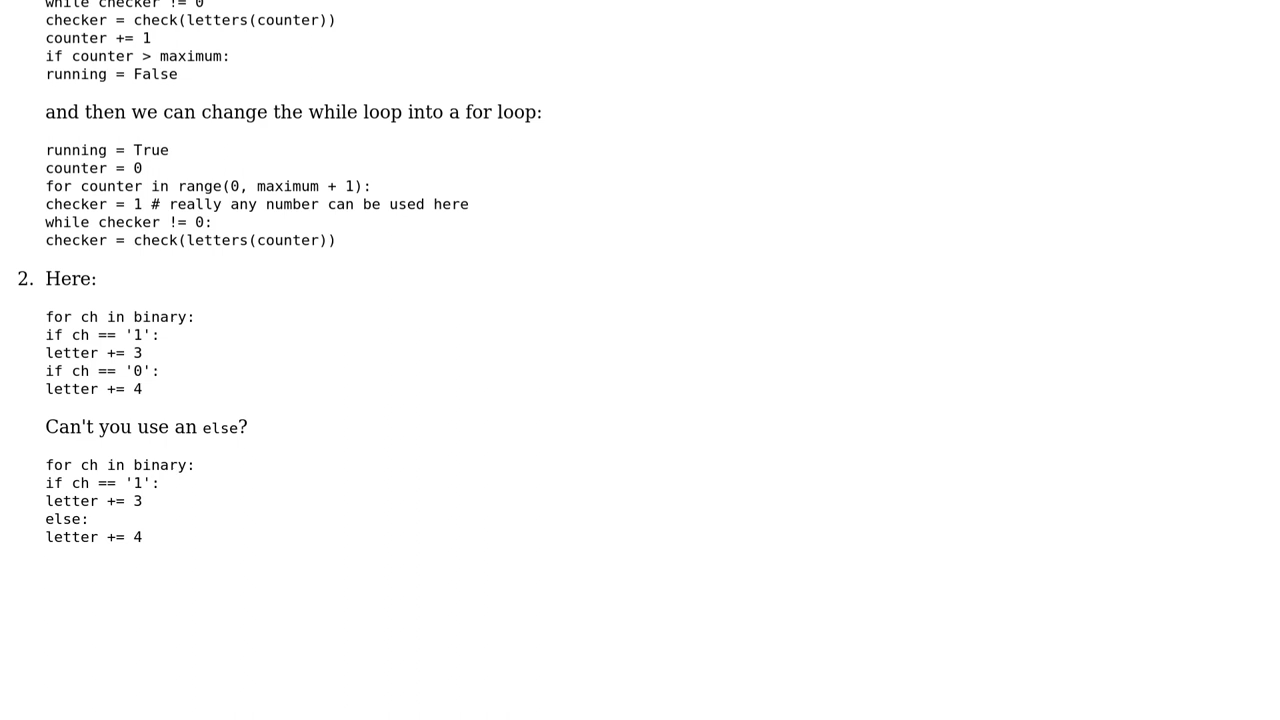 while checker != 0
checker = check(letters(counter))
counter += 1
if counter > maximum:
running = False
and then we can change the while loop into a for loop:
running = True
counter = 0
for counter in range(0, maximum + 1):
checker = 1 # really any number can be used here
while checker != 0:
checker = check(letters(counter))
2. Here:
for ch in binary:
if ch == '1':
letter += 3
if ch == '0':
letter += 4
Can't you use an else?
for ch in binary:
if ch == '1':
letter += 3
else:
letter += 4